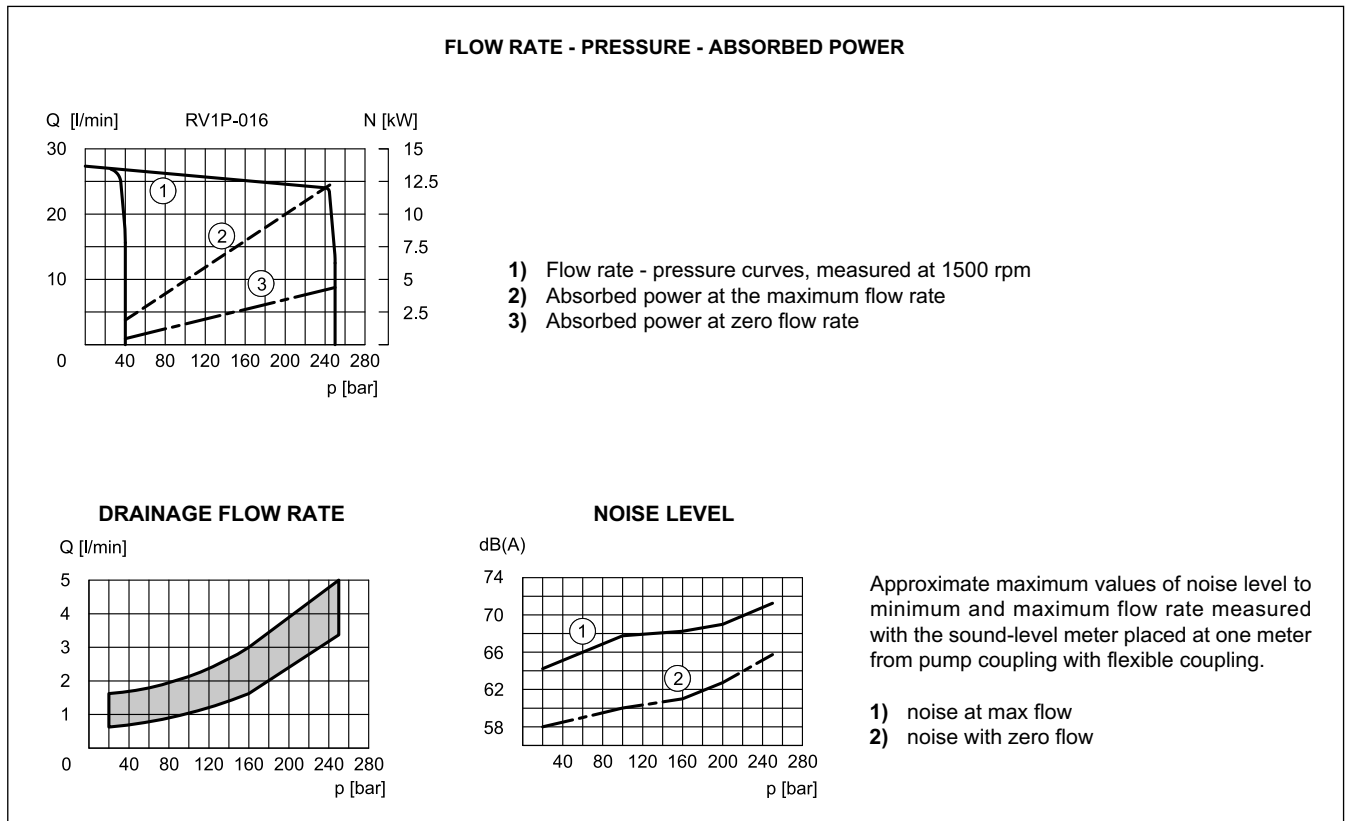 FLOW RATE - PRESSURE - ABSORBED POWER
Q [l/min] RV1P-016 N [kW]
30 15
12.5
20 10
7.5
10 5
2.5
0 40 80 120 160 200 240 280
p [bar]
1
2
3
1) Flow rate - pressure curves, measured at 1500 rpm
2) Absorbed power at the maximum flow rate
3) Absorbed power at zero flow rate
DRAINAGE FLOW RATE
Q [l/min]
5
4
3
2
1
0 40 80 120 160 200 240 280
p [bar]
NOISE LEVEL
dB(A)
74
70
66
62
58
40 80 120 160 200 240 280
p [bar]
1
2
Approximate maximum values of noise level to
minimum and maximum flow rate measured
with the sound-level meter placed at one meter
from pump coupling with flexible coupling.
1) noise at max flow
2) noise with zero flow